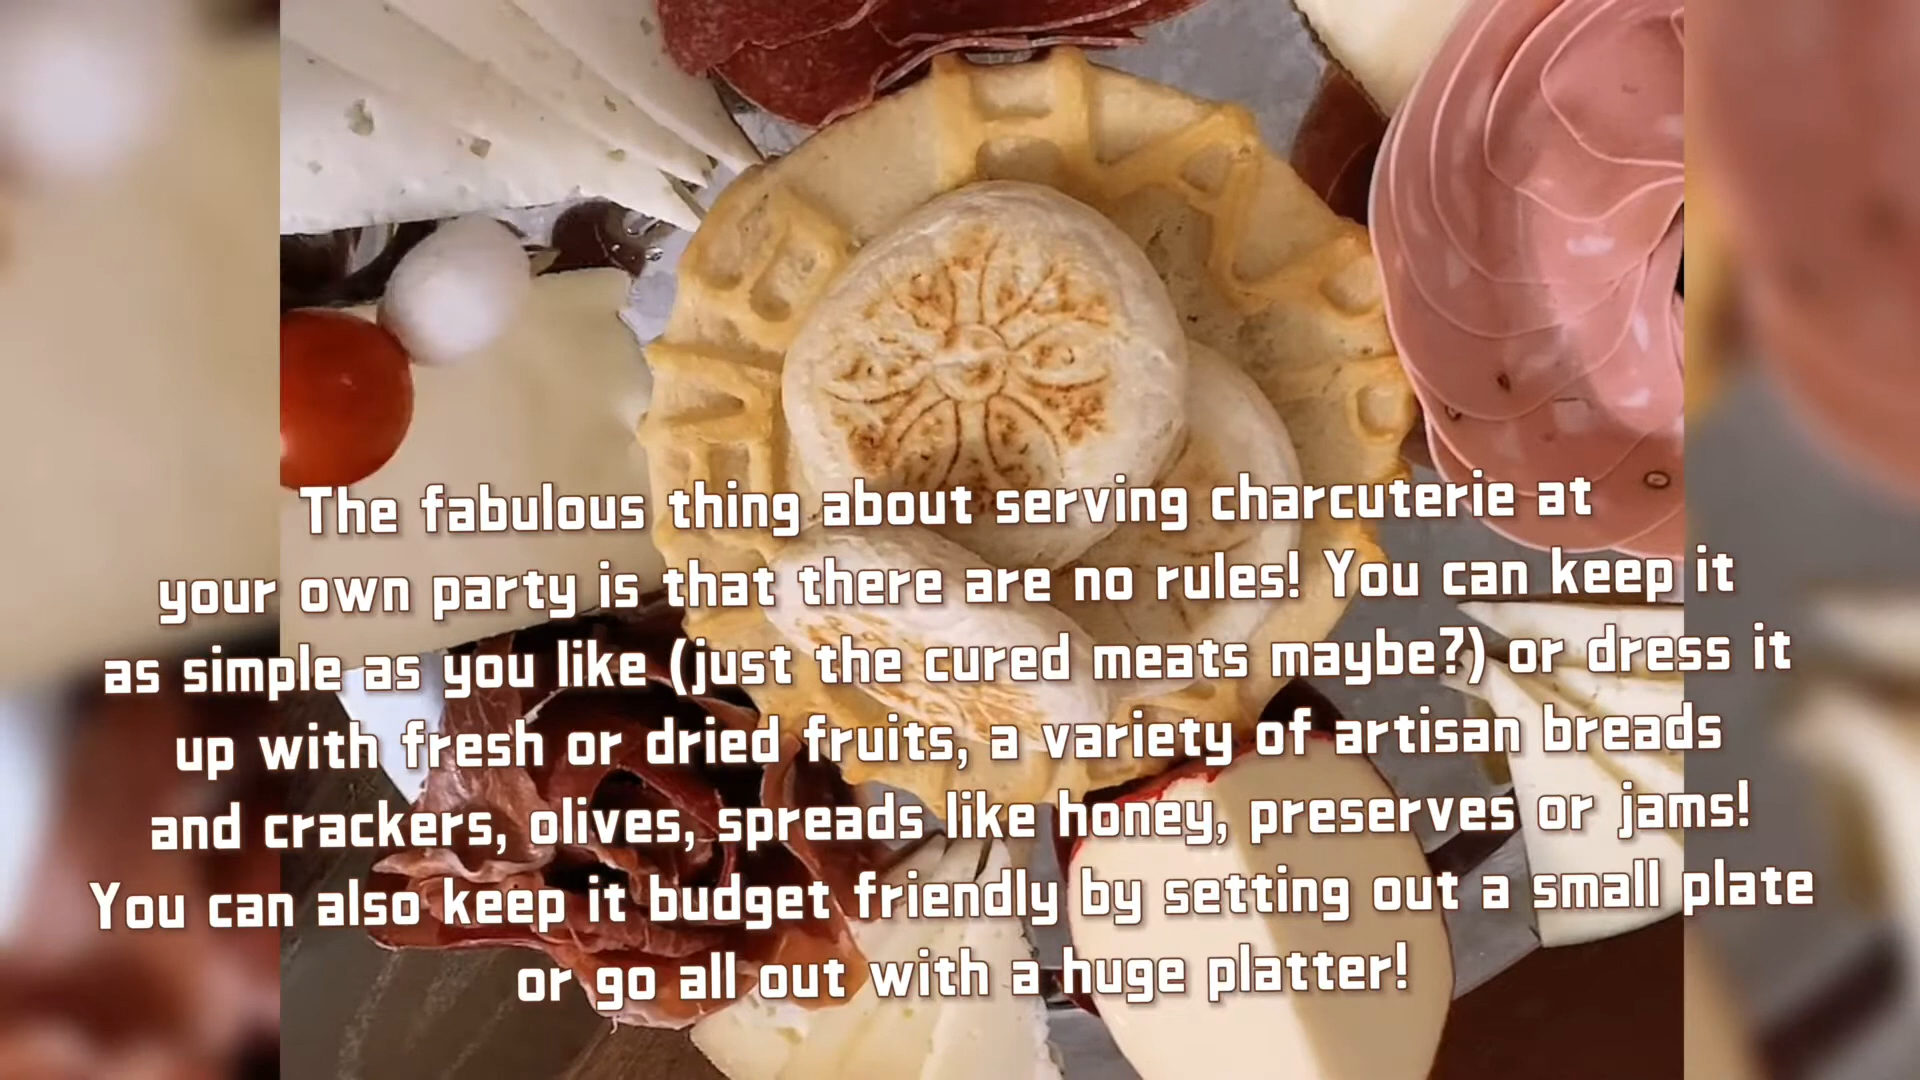 The fabulous thing about serving charcuterie at
your own party is that there are no rules! You can keep it
as simple as you like (just the cured meats maybe?) or dress it
up with fresh or dried fruits, a variety of artisan breads
and crackers, olives, spreads like honey, preserves or jams!
You can also keep it budget friendly by setting out a small plate
or go all out with a huge platter!